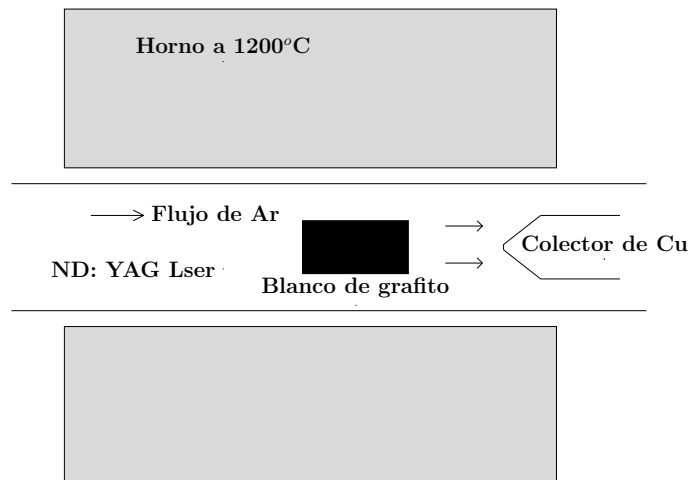 Horno a 1200°C
Flujo de Ar
Colector de Cu
ND: YAG Lser
Blanco de grafito